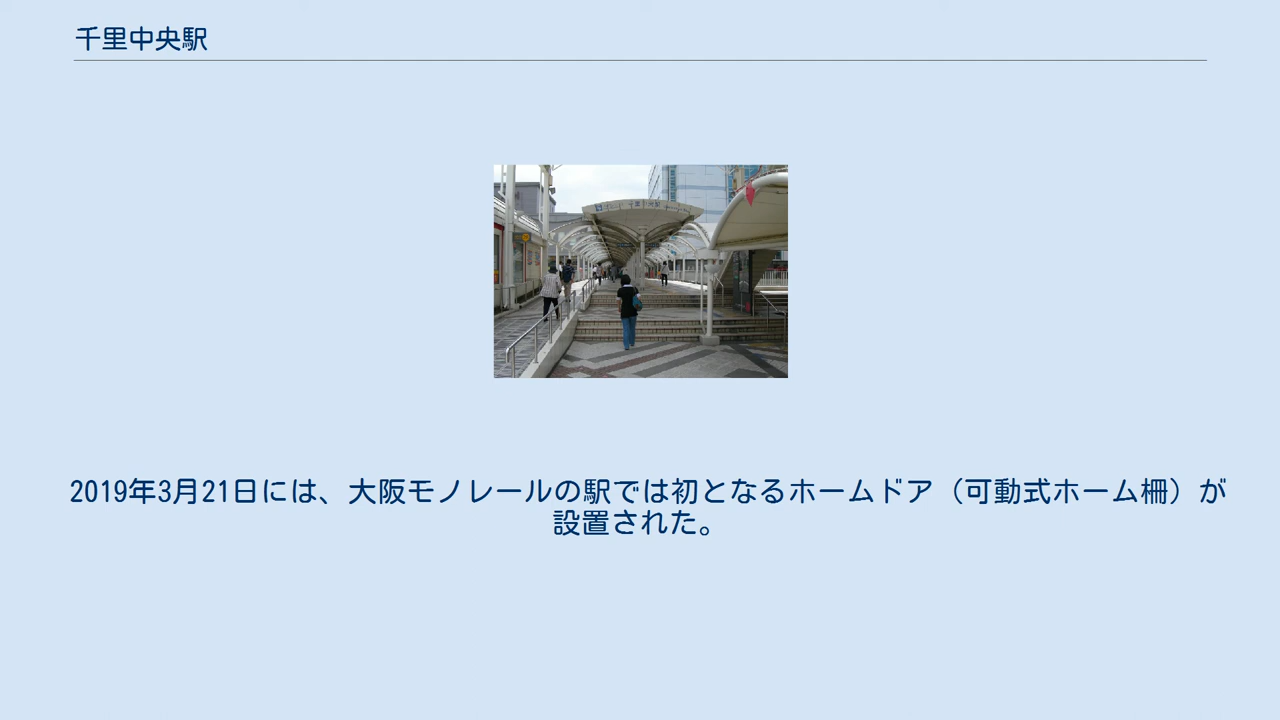 千里中央駅
2019年3月21日には、大阪モノレールの駅では初となるホームドア（可動式ホーム柵）が
設置された。